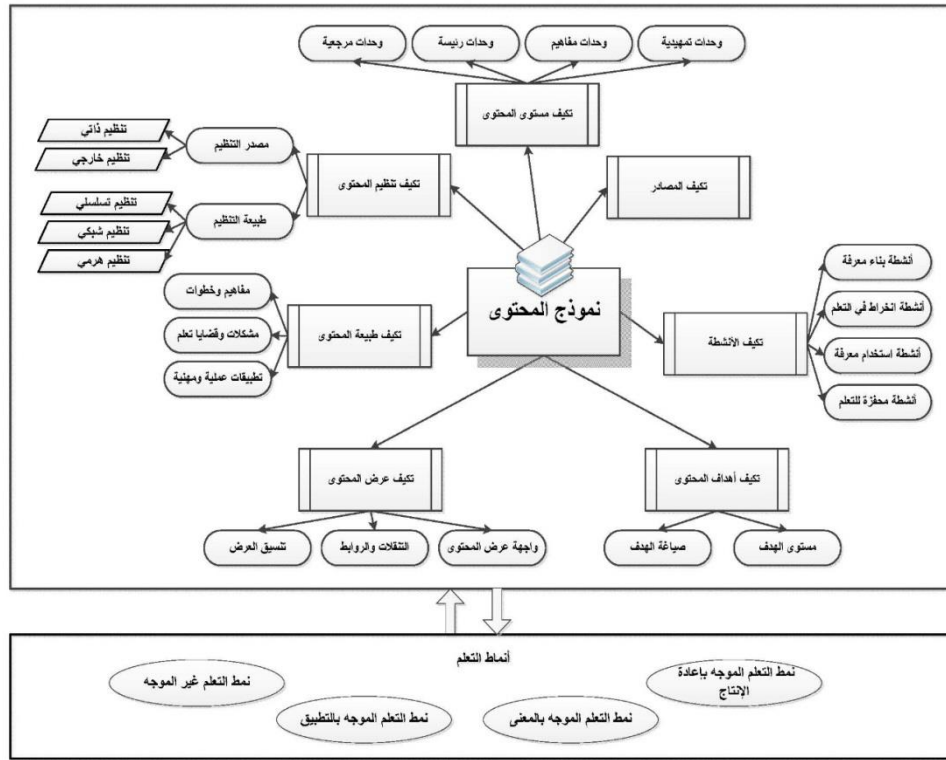 وحدات تمهيدية
وحدات مفاهيم
وحدات رئيسة
وحدات مرجعية
تكيف مستوى المحتوى
تكيف المصادر
تكيف تنظيم المحتوى
مصدر التنظيم
تنظيم ذاتي
تنظيم خارجي
طبيعة التنظيم
تنظيم تسلسلي
تنظيم شبكي
تنظيم هرمي
نموذج المحتوى
تكيف الأنشطة
أنشطة بناء معرفة
أنشطة انخراط في التعلم
أنشطة استخدام معرفة
أنشطة محفزة للتعلم
تكيف طبيعة المحتوى
مفاهيم وخطوات
مشكلات وقضايا تعلم
تطبيقات عملية ومهنية
تكيف أهداف المحتوى
مستوى الهدف
صياغة الهدف
تكيف عرض المحتوى
واجهة عرض المحتوى
التنقلات والروابط
تنسيق العرض
أنماط التعلم
نمط التعلم الموجه بإعادة
الإنتاج
نمط التعلم الموجه بالمعنى
نمط التعلم الموجه بالتطبيق
نمط التعلم غير الموجه